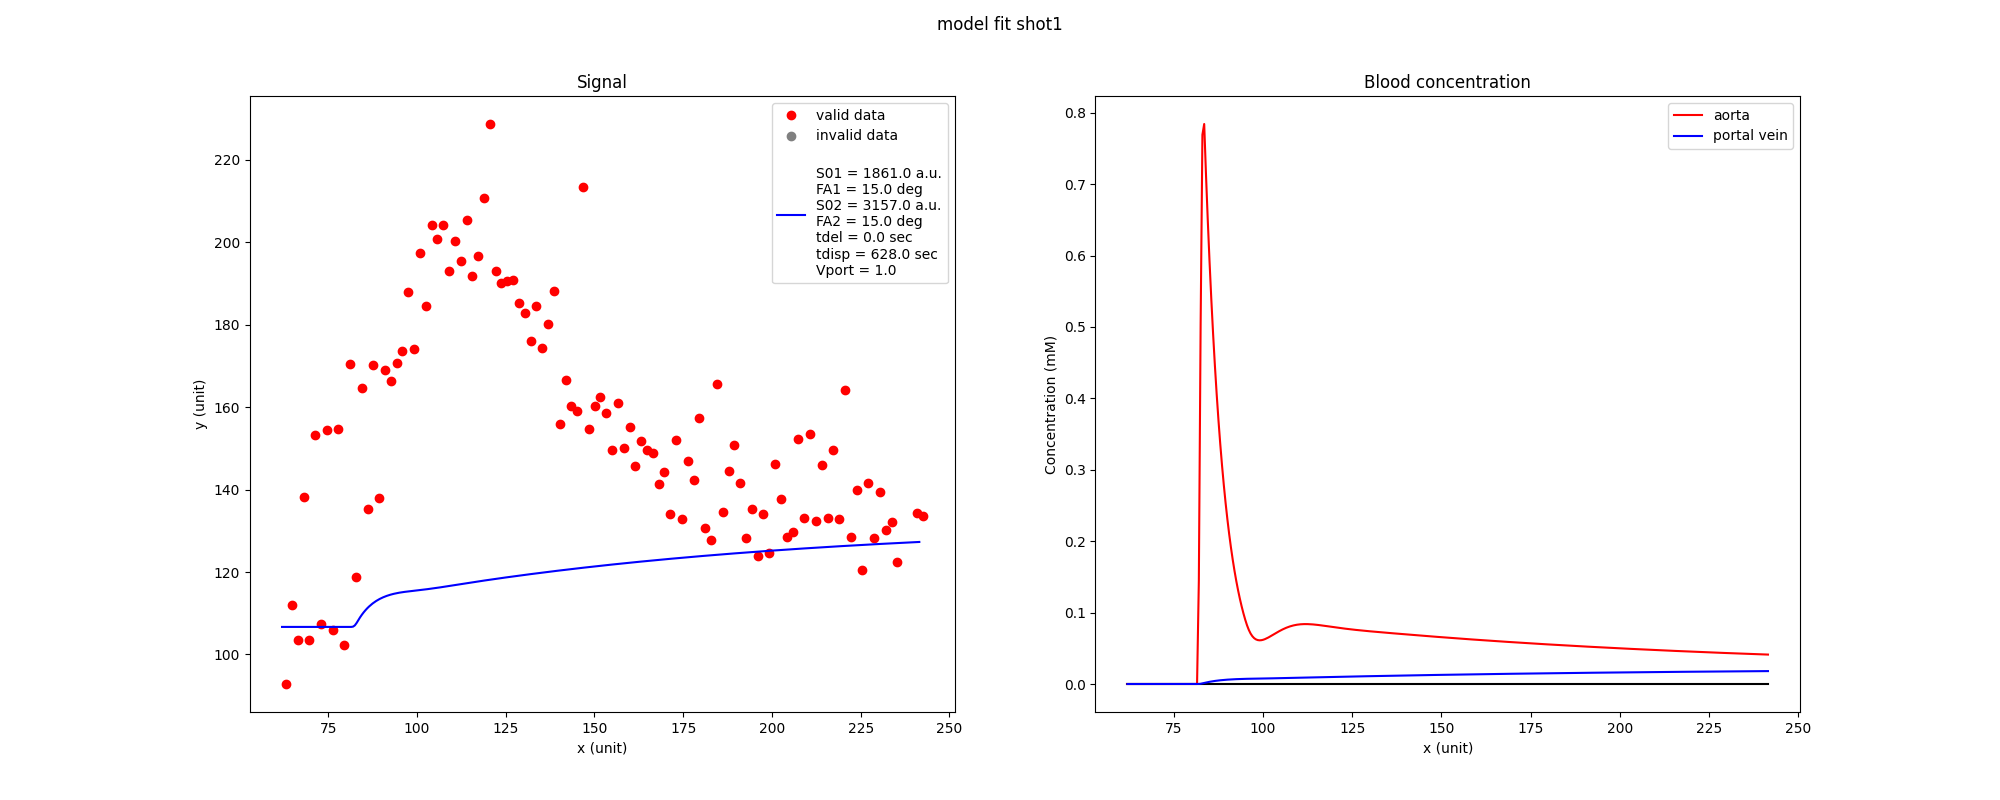 model fit shot1
Signal
valid data
invalid data
S01 = 1861.0 a.u.
FA1 = 15.0 deg
S02 = 3157.0 a.u.
FA2 = 15.0 deg
tdel = 0.0 sec
tdisp = 628.0 sec
Vport = 1.0
220
200
180
160
140
120
100
y (unit)
75
100
125
150
175
200
225
250
x (unit)
Blood concentration
aorta
portal vein
0.8
0.7
0.6
0.5
0.4
0.3
0.2
0.1
0.0
Concentration (mM)
75
100
125
150
175
200
225
250
x (unit)